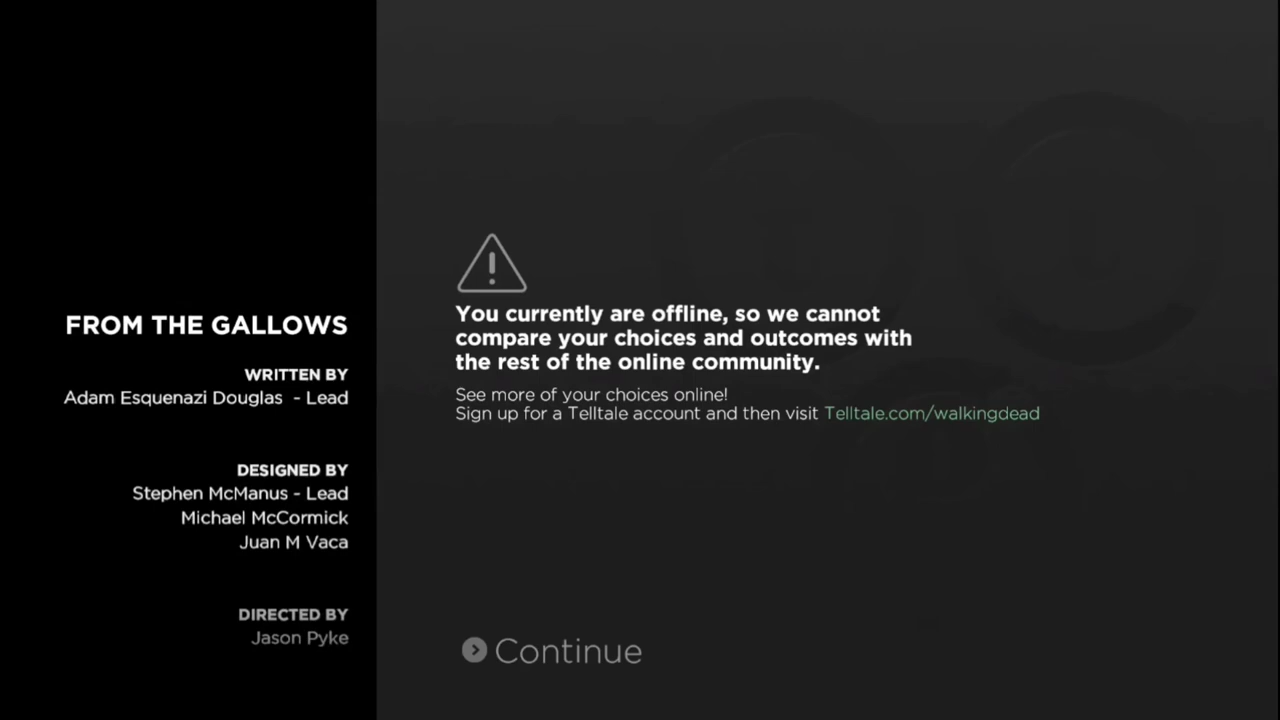 FROM THE GALLOWS
WRITTEN BY
Adam Esquenazi Douglas - Lead
DESIGNED BY
Stephen McManus - Lead
Michael McCormick
Juan M Vaca
DIRECTED BY
Jason Pyke
You currently are offline, so we cannot
compare your choices and outcomes with
the rest of the online community.
See more of your choices online!
Sign up for a Telltale account and then visit Telltale.com/walkingdead
Continue